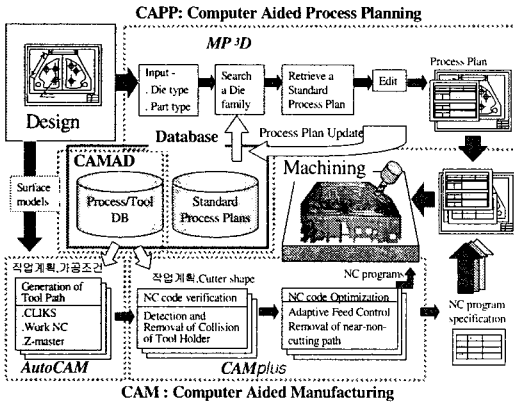 CAPP: Computer Aided Process Planning
MP ³D
Design
Input -
. Die type
. Part type
Search
a Die
family
Retrieve a
Standard
Process Plan
Edit
Process Plan
Database
Process Plan Update
CAMAD
Process/Tool
DB
Standard
Process Plans
Machining
Surface
models
작업계획,가공조건
작업계획,Cutter shape
NC program
Generation of
Tool Path
.CLIKS
.Work NC
.Z-master
AutoCAM
NC code verification
Detection and
Removal of Collision
of Tool Holder
CAMplus
NC code Optimization
Adaptive Feed Control
Removal of near-non-
cutting path
NC program
specification
CAM : Computer Aided Manufacturing